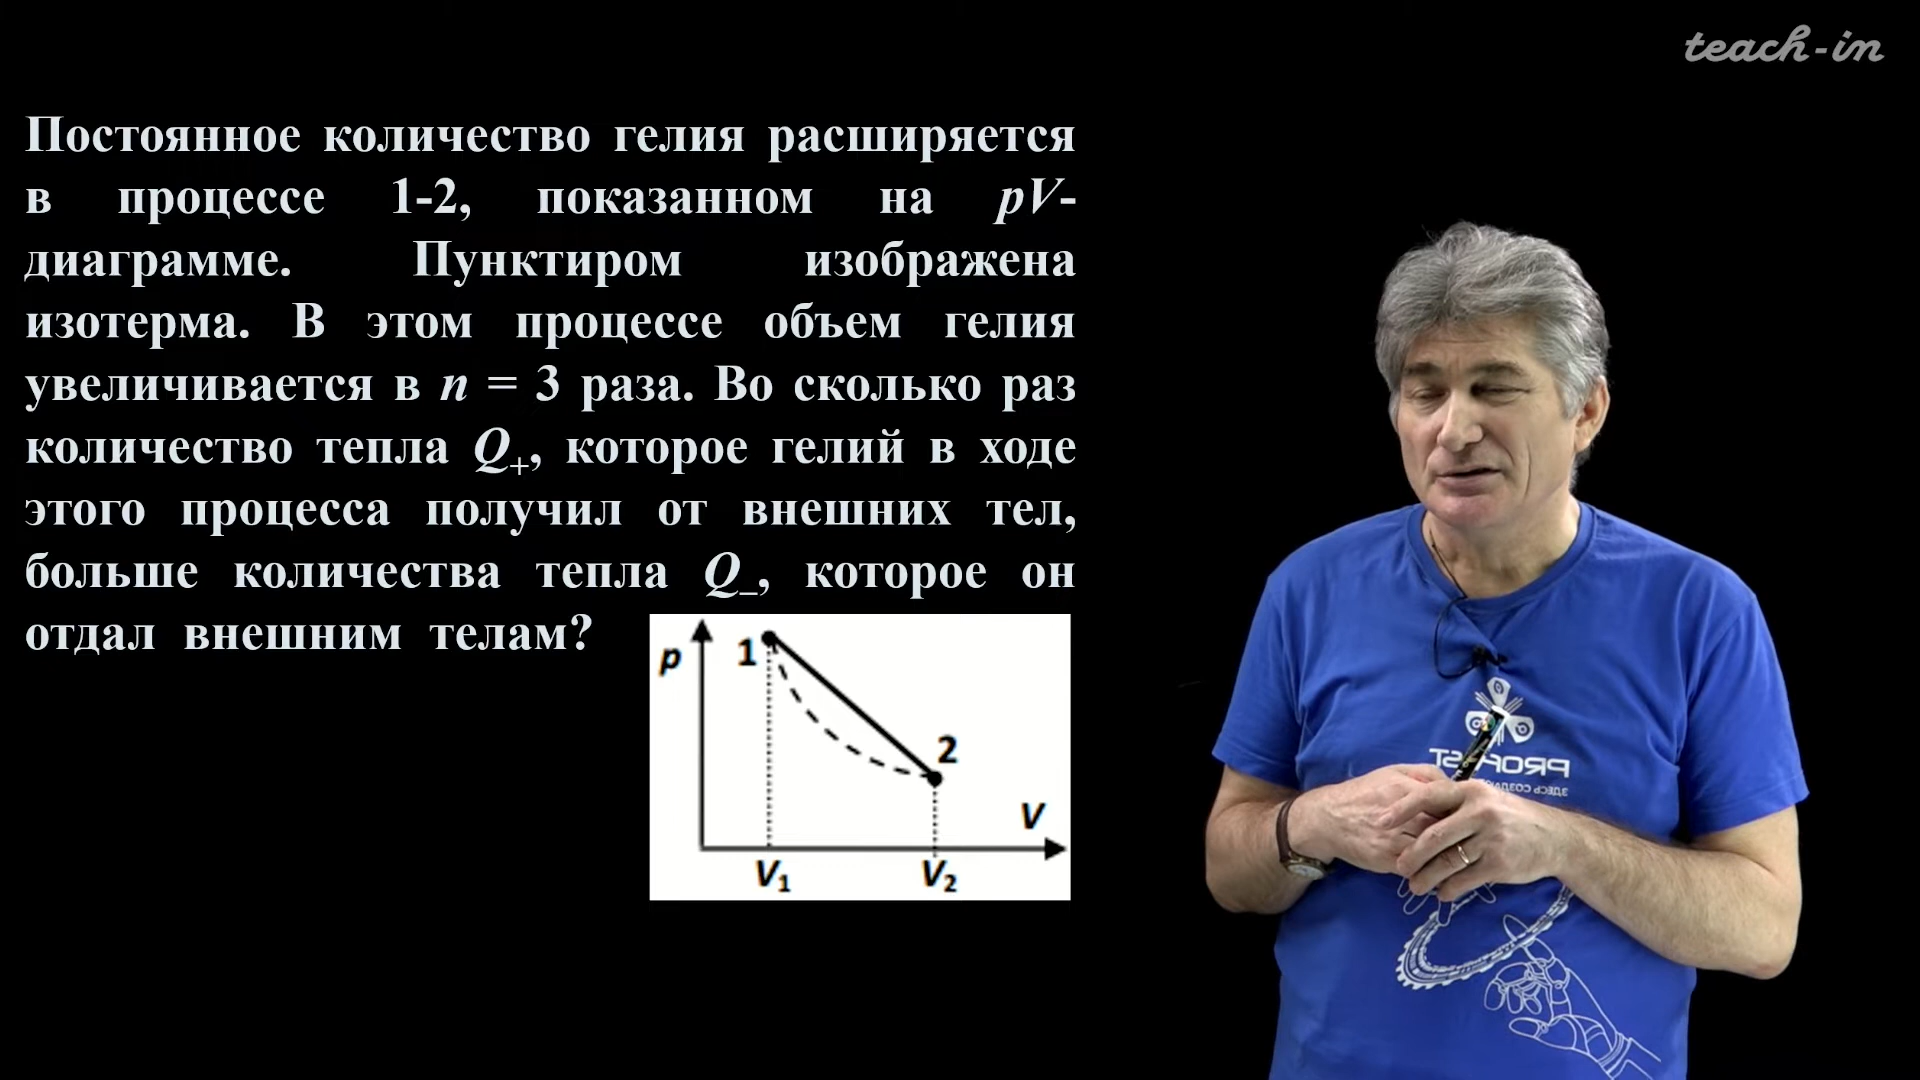 teach-in
Постоянное количество гелия расширяется
в процессе 1-2, показанном на pV-
диаграмме. Пунктиром изображена
изотерма. В этом процессе объем гелия
увеличивается в n = 3 раза. Во сколько раз
количество тепла Q₊, которое гелий в ходе
этого процесса получил от внешних тел,
больше количества тепла Q₋, которое он
отдал внешним телам?
p
1
2
V
V₁
V₂